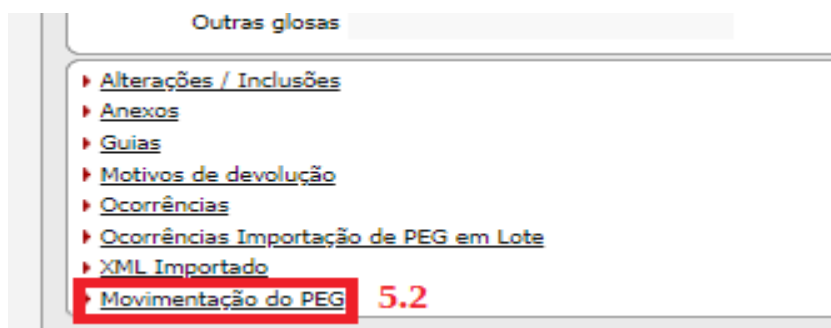 Outras glosas
Alterações / Inclusões
Anexos
Guias
Motivos de devolução
Ocorrências
Ocorrências Importação de PEG em Lote
XML Importado
Movimentação do PEG 5.2